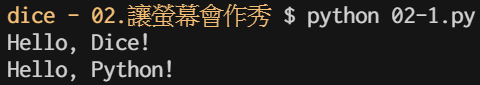 dice - 02.讓螢幕會作秀 $ python 02-1.py
Hello, Dice!
Hello, Python!